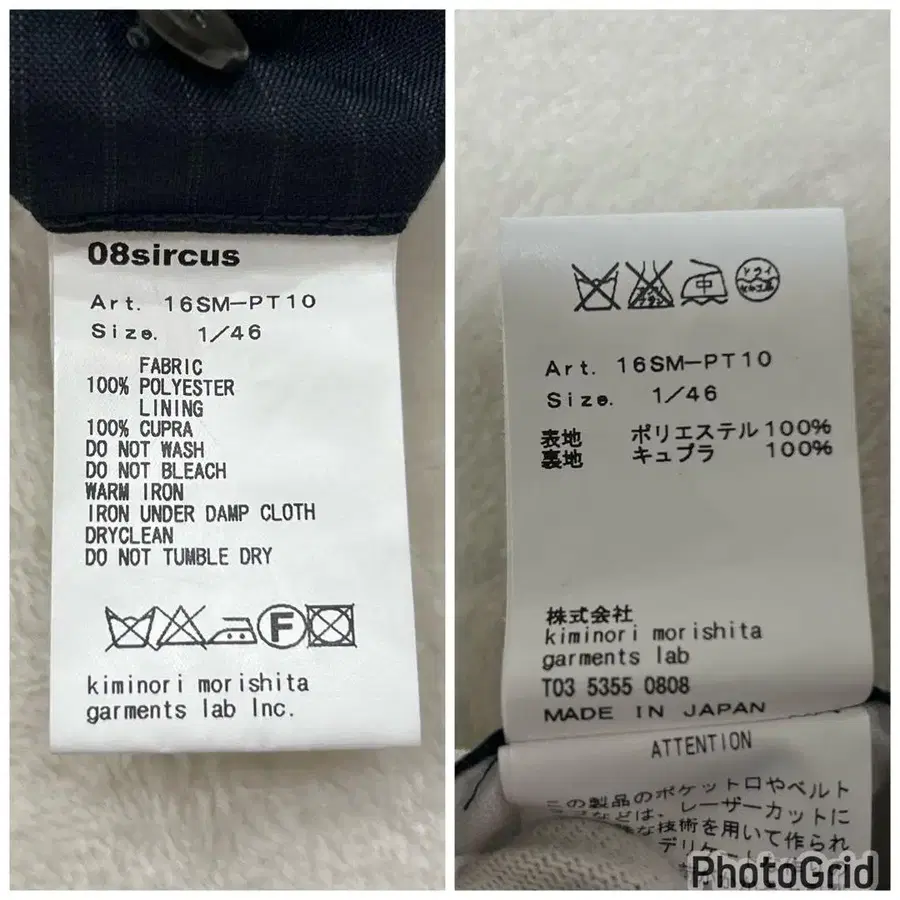 08sircus
Art. 16SM-PT10
Size. 1/46
FABRIC
100% POLYESTER
LINING
100% CUPRA
DO NOT WASH
DO NOT BLEACH
WARM IRON
IRON UNDER DAMP CLOTH
DRYCLEAN
DO NOT TUMBLE DRY
F
kiminori morishita
garments lab Inc.
中
Art. 16SM-PT10
Size. 1/46
表地 ポリエステル 100%
裏地 キュプラ 100%
株式会社
kiminori morishita
garments lab
T03 5355 0808
MADE IN JAPAN
ATTENTION
この製品のポケット口やベルト
などは、レーザーカットに
な技術を用いて作られ
デリケー
PhotoGrid